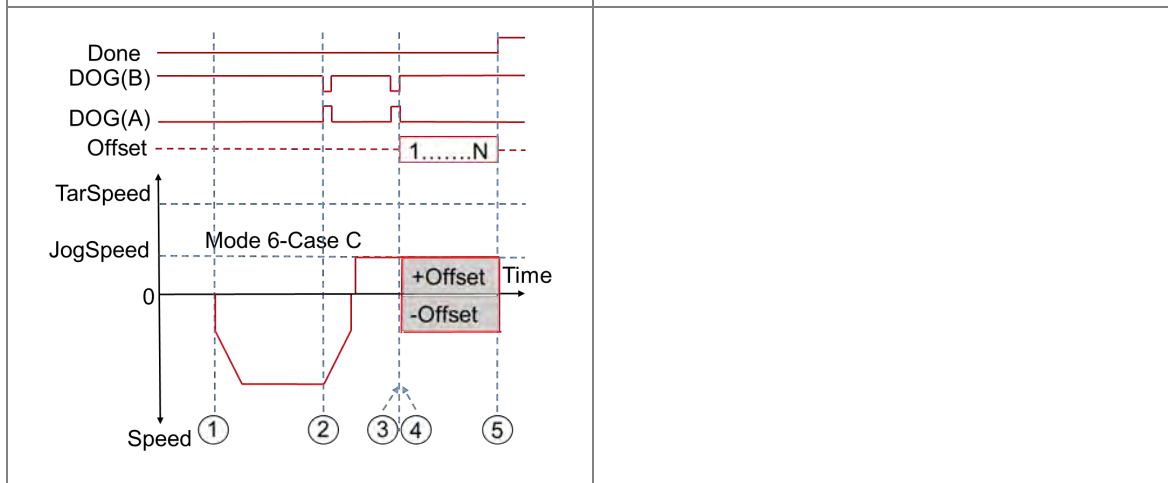 Done
DOG(B)
DOG(A)
Offset
1.......N
TarSpeed
Mode 6-Case C
JogSpeed
+Offset
Time
0
-Offset
Speed
1
2
3
4
5